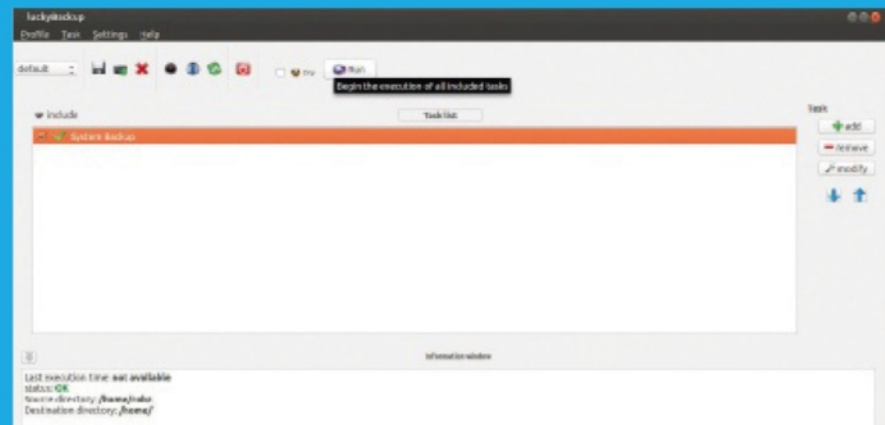 luckyBackup
Profile Task Settings Help
default
Dry
Run
Begin the execution of all included tasks
include
Task list
Task
System Backup
add
remove
modify
Information window
Last execution time: not available
status: OK
Source directory: /home/
Destination directory: /home/